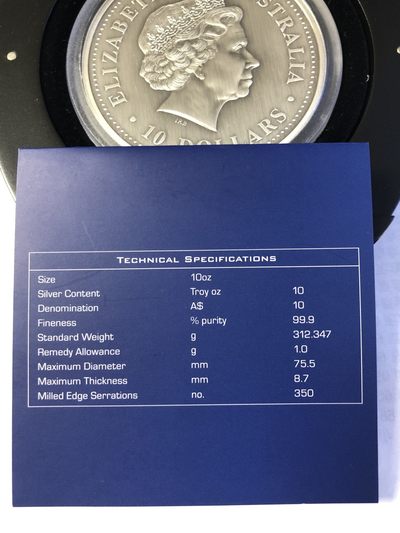 ELIZABETH AUSTRALIA
IRB
10 DOLLARS
TECHNICAL SPECIFICATIONS
Size 10oz
Silver Content Troy oz 10
Denomination A$ 10
Fineness % purity 99.9
Standard Weight g 312.347
Remedy Allowance g 1.0
Maximum Diameter mm 75.5
Maximum Thickness mm 8.7
Milled Edge Serrations no. 350